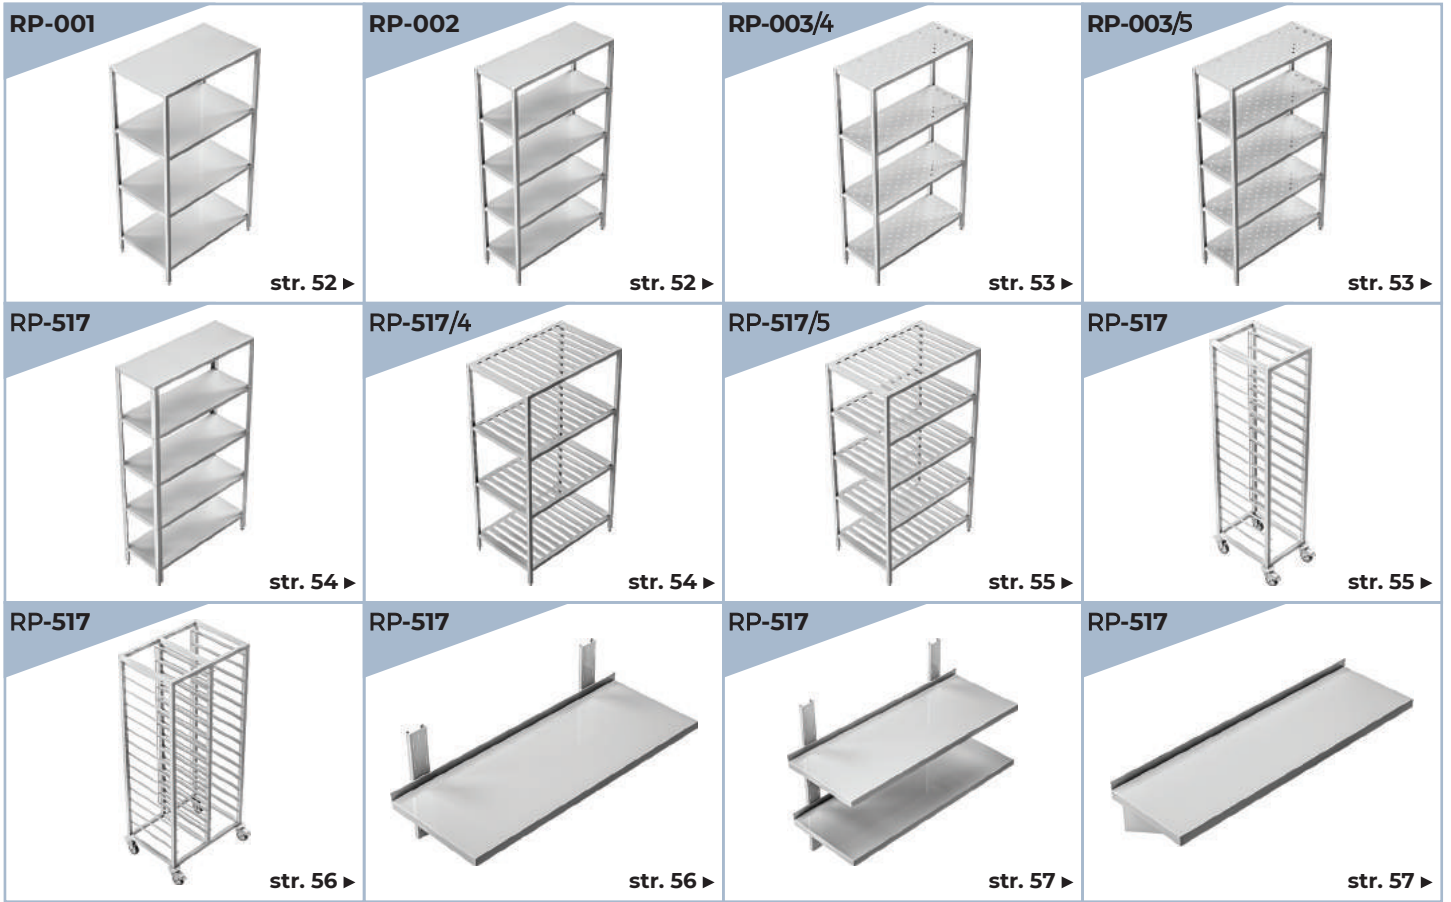 RP-001
str. 52 ►
RP-002
str. 52 ►
RP-003/4
str. 53 ►
RP-003/5
str. 53 ►
RP-517
str. 54 ►
RP-517/4
str. 54 ►
RP-517/5
str. 55 ►
RP-517
str. 55 ►
RP-517
str. 56 ►
RP-517
str. 56 ►
RP-517
str. 57 ►
RP-517
str. 57 ►